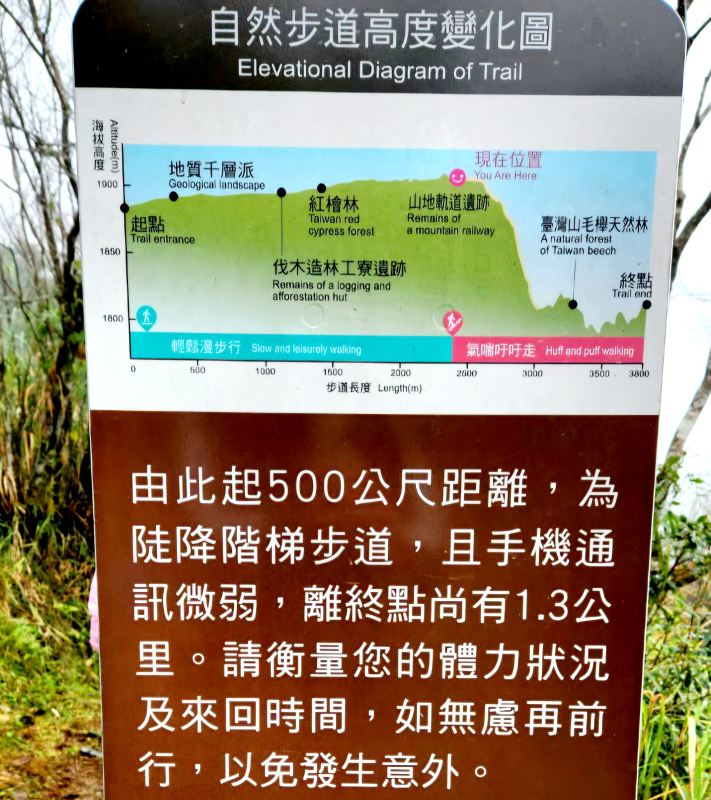 自然步道高度變化圖
Elevational Diagram of Trail
海拔高度
Altitude(m)
1900
1850
1800
起點
Trail entrance
地質千層派
Geological landscape
伐木造林工寮遺跡
Remains of a logging and
afforestation hut
紅檜林
Taiwan red
cypress forest
山地軌道遺跡
Remains of
a mountain railway
現在位置
You Are Here
臺灣山毛櫸天然林
A natural forest
of Taiwan beech
終點
Trail end
輕鬆漫步行 Slow and leisurely walking
氣喘吁吁走 Huff and puff walking
0 500 1000 1500 2000 2500 3000 3500 3800
步道長度 Length(m)
由此起500公尺距離，為
陡降階梯步道，且手機通
訊微弱，離終點尚有1.3公
里。請衡量您的體力狀況
及來回時間，如無慮再前
行，以免發生意外。